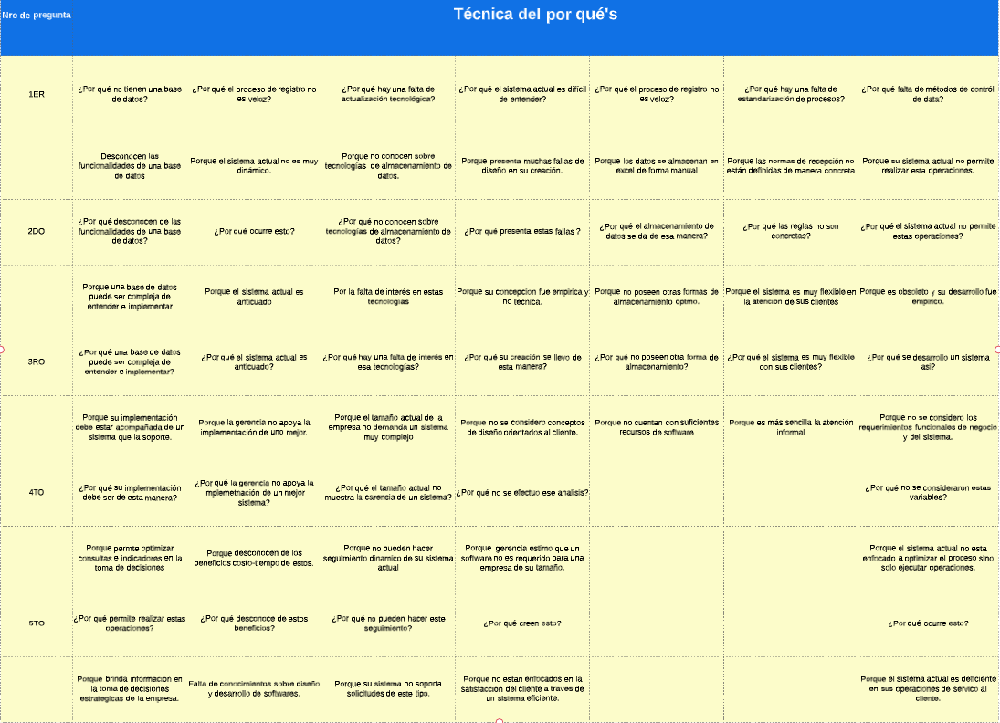 Nro de pregunta
Técnica del por qué's
1ER
¿Por qué no tienen una base
de datos?
¿Por qué el proceso de registro no
es veloz?
¿Por qué hay una falta de
actualización tecnológica?
¿Por qué el sistema actual es difícil
de entender?
¿Por qué el proceso de registro no
es veloz?
¿Por qué hay una falta de
estandarización de procesos?
¿Por qué falta de métodos de control
de data?
Desconocen las
funcionalidades de una base
de datos
Porque el sistema actual no es muy
dinámico.
Porque no conocen sobre
tecnologías de almacenamiento de
datos.
Porque presenta muchas fallas de
diseño en su creación.
Porque los datos se almacenan en
excel de forma manual
Porque las normas de recepción no
están definidas de manera concreta
Porque su sistema actual no permite
realizar esta operaciones.
2DO
¿Por qué desconocen de las
funcionalidades de una base
de datos?
¿Por qué ocurre esto?
¿Por qué no conocen sobre
tecnologías de almacenamiento de
datos?
¿Por qué presenta estas fallas ?
¿Por qué el almacenamiento de
datos se da de esa manera?
¿Por qué las reglas no son
concretas?
¿Por qué el sistema actual no permite
estas operaciones?
Porque una base de datos
puede ser compleja de
entender e implementar
Porque el sistema actual es
anticuado
Por la falta de interés en estas
tecnologías
Porque su concepcion fue empirica y
no tecnica.
Porque no poseen otras formas de
almacenamiento óptmo.
Porque el sistema es muy flexible en
la atención de sus clientes
Porque es obsoleto y su desarrollo fue
empirico.
3RO
¿Por qué una base de datos
puede ser compleja de
entender e implementar?
¿Por qué el sistema actual es
anticuado?
¿Por qué hay una falta de interés en
esa tecnologías?
¿Por qué su creación se llevo de
esta manera?
¿Por qué no poseen otra forma de
almacenamiento?
¿Por qué el sistema es muy flexible
con sus clientes?
¿Por qué se desarrollo un sistema
asi?
Porque su implementación
debe estar acompañada de un
sistema que la soporte.
Porque la gerencia no apoya la
implementación de uno mejor.
Porque el tamaño actual de la
empresa no demanda un sistema
muy complejo
Porque no se considero conceptos
de diseño orientados al cliente.
Porque no cuentan con suficientes
recursos de software
Porque es más sencilla la atención
informal
Porque no se considero los
requerimientos funcionales de negocio
y del sistema.
4TO
¿Por qué su implementación
debe ser de esta manera?
¿Por qué la gerencia no apoya la
implemetnación de un mejor
sistema?
¿Por qué el tamaño actual no
muestra la carencia de un sistema?
¿Por qué no se efectuo ese analisis?
¿Por qué no se consideraron estas
variables?
Porque permte optimizar
consultas e indicadores en la
toma de decisiones
Porque desconocen de los
beneficios costo-tiempo de estos.
Porque no pueden hacer
seguimiento dinamico de su sistema
actual
Porque gerencia estimo que un
software no es requerido para una
empresa de su tamaño.
Porque el sistema actual no esta
enfocado a optimizar el proceso sino
solo ejecutar operaciones.
5TO
¿Por qué permite realizar estas
operaciones?
¿Por qué desconoce de estos
beneficios?
¿Por qué no pueden hacer este
seguimiento?
¿Por qué creen esto?
¿Por qué ocurre esto?
Porque brinda información en
la toma de decisiones
estrategicas de la empresa.
Falta de conocimientos sobre diseño
y desarrollo de softwares.
Porque su sistema no soporta
solicitudes de este tipo.
Porque no estan enfocados en la
satisfacción del cliente a traves de
un sistema eficiente.
Porque el sistema actual es deficiente
en sus operaciones de servico al
cliente.